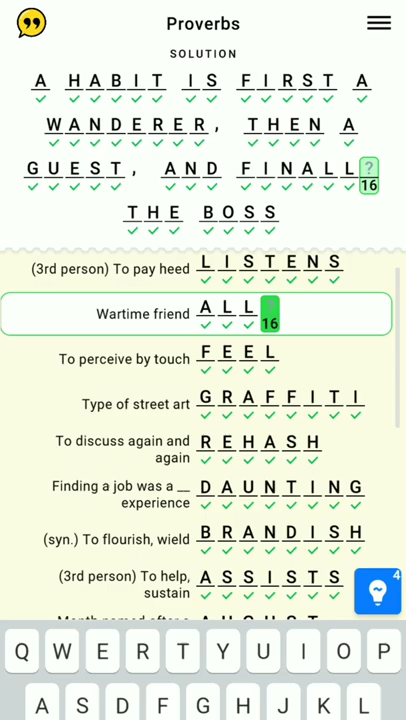 Proverbs
SOLUTION
A HABIT IS FIRST A
WANDERER, THEN A
GUEST, AND FINALL?
16
THE BOSS
(3rd person) To pay heed LISTENS
Wartime friend ALL
16
To perceive by touch FEEL
Type of street art GRAFFITI
To discuss again and again REHASH
Finding a job was a __ experience DAUNTING
(syn.) To flourish, wield BRANDISH
(3rd person) To help, sustain ASSISTS
4
Q W E R T Y U I O P
A S D F G H J K L